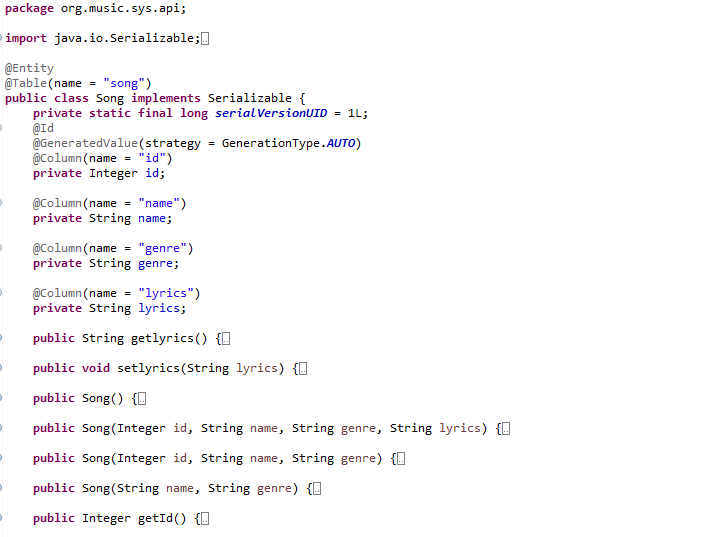 package org.music.sys.api;
import java.io.Serializable;
@Entity
@Table(name = "song")
public class Song implements Serializable {
private static final long serialVersionUID = 1L;
@Id
@GeneratedValue(strategy = GenerationType.AUTO)
@Column(name = "id")
private Integer id;
@Column(name = "name")
private String name;
@Column(name = "genre")
private String genre;
@Column(name = "lyrics")
private String lyrics;
public String getlyrics() {
public void setlyrics(String lyrics) {
public Song() {
public Song(Integer id, String name, String genre, String lyrics) {
public Song(Integer id, String name, String genre) {
public Song(String name, String genre) {
public Integer getId() {